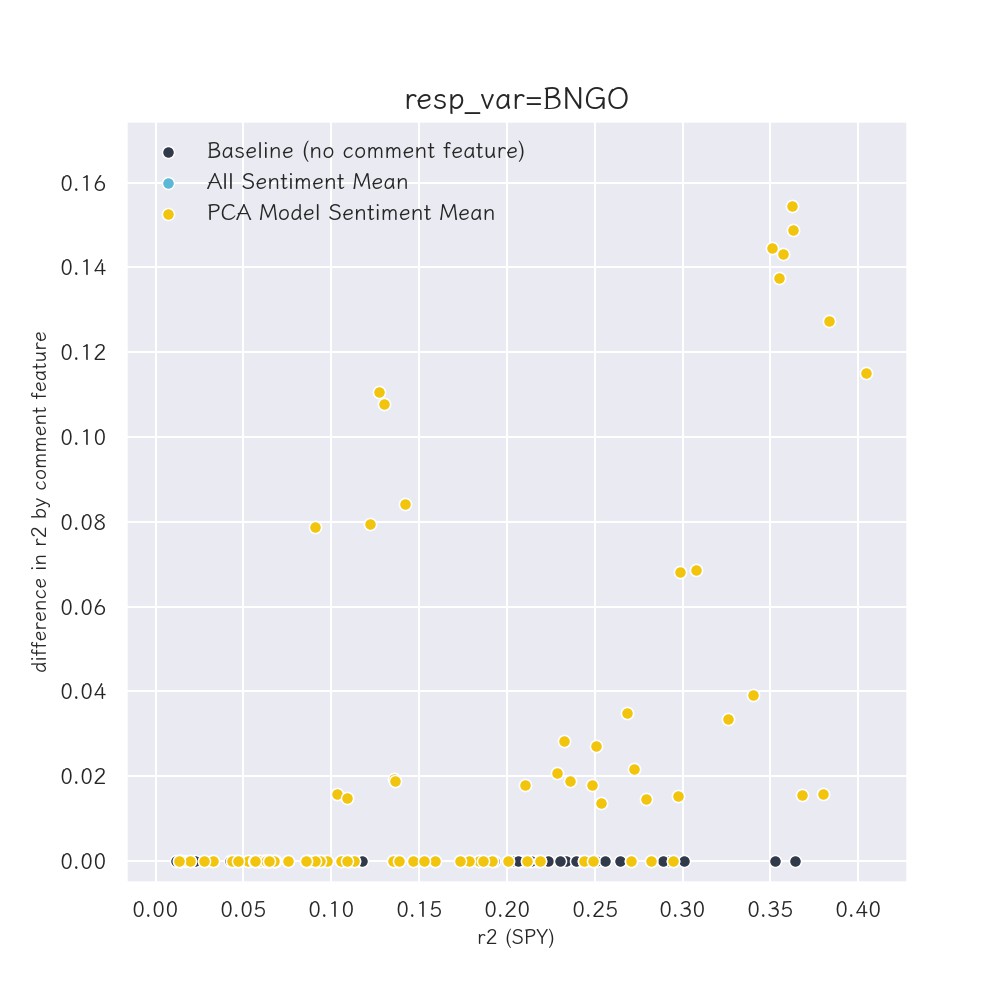 resp_var=BNGO
Baseline (no comment feature)
All Sentiment Mean
PCA Model Sentiment Mean
0.16
0.14
0.12
0.10
0.08
0.06
0.04
0.02
0.00
difference in r2 by comment feature
0.00 0.05 0.10 0.15 0.20 0.25 0.30 0.35 0.40
r2 (SPY)